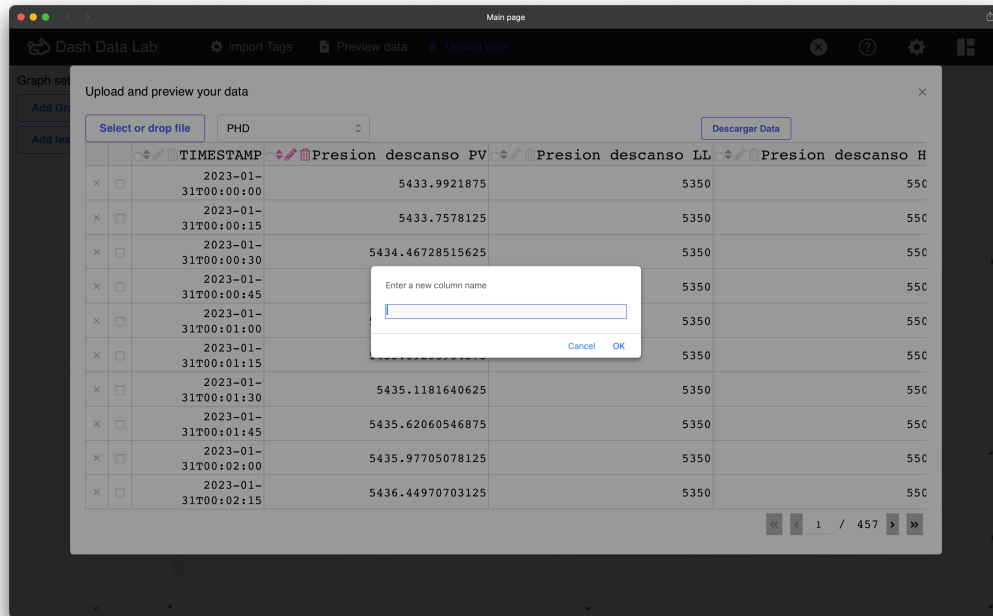 Main page
Dash Data Lab import Tags Preview data Upload data
Graph set
Add Gr
Add tex
Upload and preview your data
Select or drop file PHD Descargar Data
TIMESTAMP Presion descanso PV Presion descanso LL Presion descanso H
2023-01-
31T00:00:00 5433.9921875 5350 550
2023-01-
31T00:00:15 5433.7578125 5350 550
2023-01-
31T00:00:30 5434.46728515625 5350 550
2023-01-
31T00:00:45 5350 550
2023-01-
31T00:01:00 5350 550
2023-01-
31T00:01:15 5350 550
2023-01-
31T00:01:30 5435.1181640625 5350 550
2023-01-
31T00:01:45 5435.62060546875 5350 550
2023-01-
31T00:02:00 5435.97705078125 5350 550
2023-01-
31T00:02:15 5436.44970703125 5350 550
Enter a new column name
Cancel OK
« < 1 / 457 > »